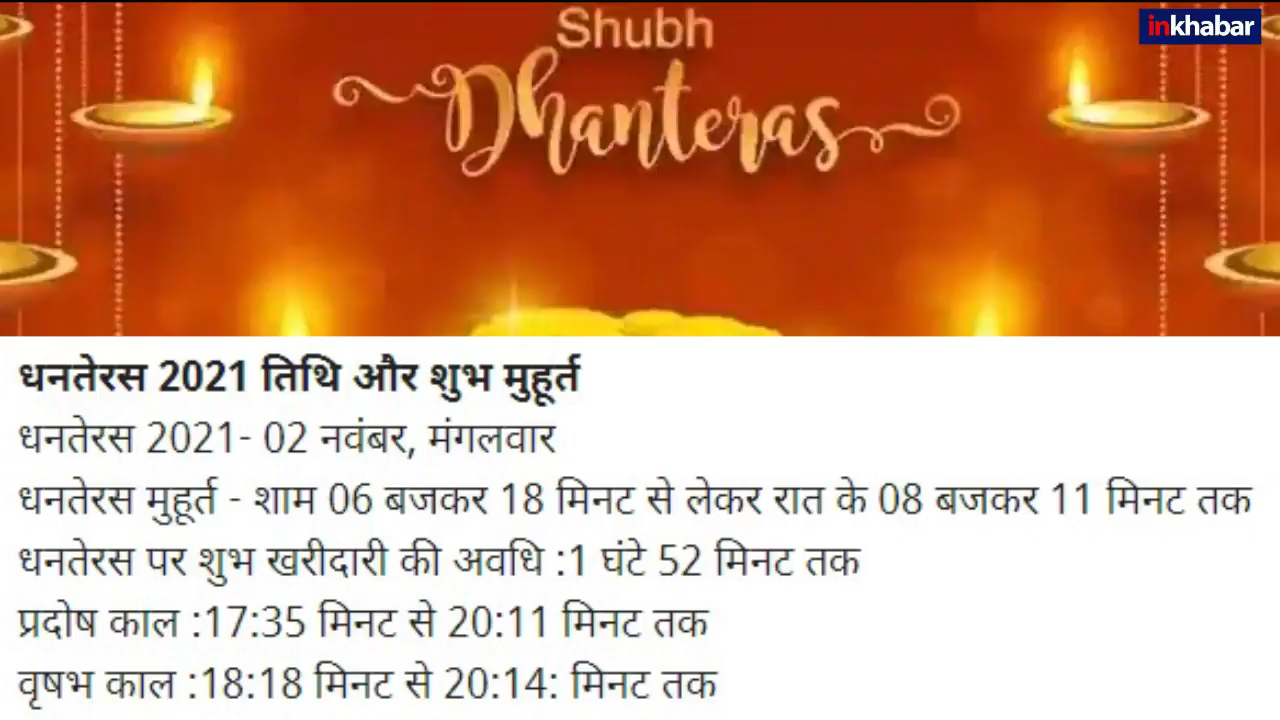 inkhabar
Shubh
Dhanteras
धनतेरस 2021 तिथि और शुभ मुहूर्त
धनतेरस 2021- 02 नवंबर, मंगलवार
धनतेरस मुहूर्त - शाम 06 बजकर 18 मिनट से लेकर रात के 08 बजकर 11 मिनट तक
धनतेरस पर शुभ खरीदारी की अवधि :1 घंटे 52 मिनट तक
प्रदोष काल :17:35 मिनट से 20:11 मिनट तक
वृषभ काल :18:18 मिनट से 20:14: मिनट तक